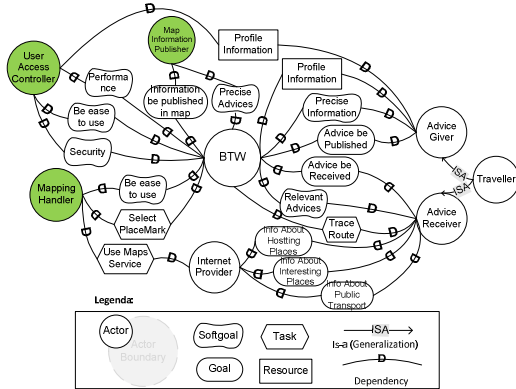 Map
Information
Publisher
Profile
Information
User
Access
Controller
Performa
nce
Information
be published
in map
Precise
Advices
Profile
Information
Be ease
to use
Precise
Information
Security
BTW
Advice be
Published
Advice
Giver
Advice be
Received
ISA
Traveller
ISA
Mapping
Handler
Be ease
to use
Select
PlaceMark
Relevant
Advices
Trace
Route
Advice
Receiver
Use Maps
Service
Internet
Provider
Info About
Hostting
Places
Info About
Interesting
Places
Info About
Public
Transport
Legenda:
Actor
Actor
Boundary
Softgoal
Task
ISA
Is-a (Generalization)
Goal
Resource
D
Dependency